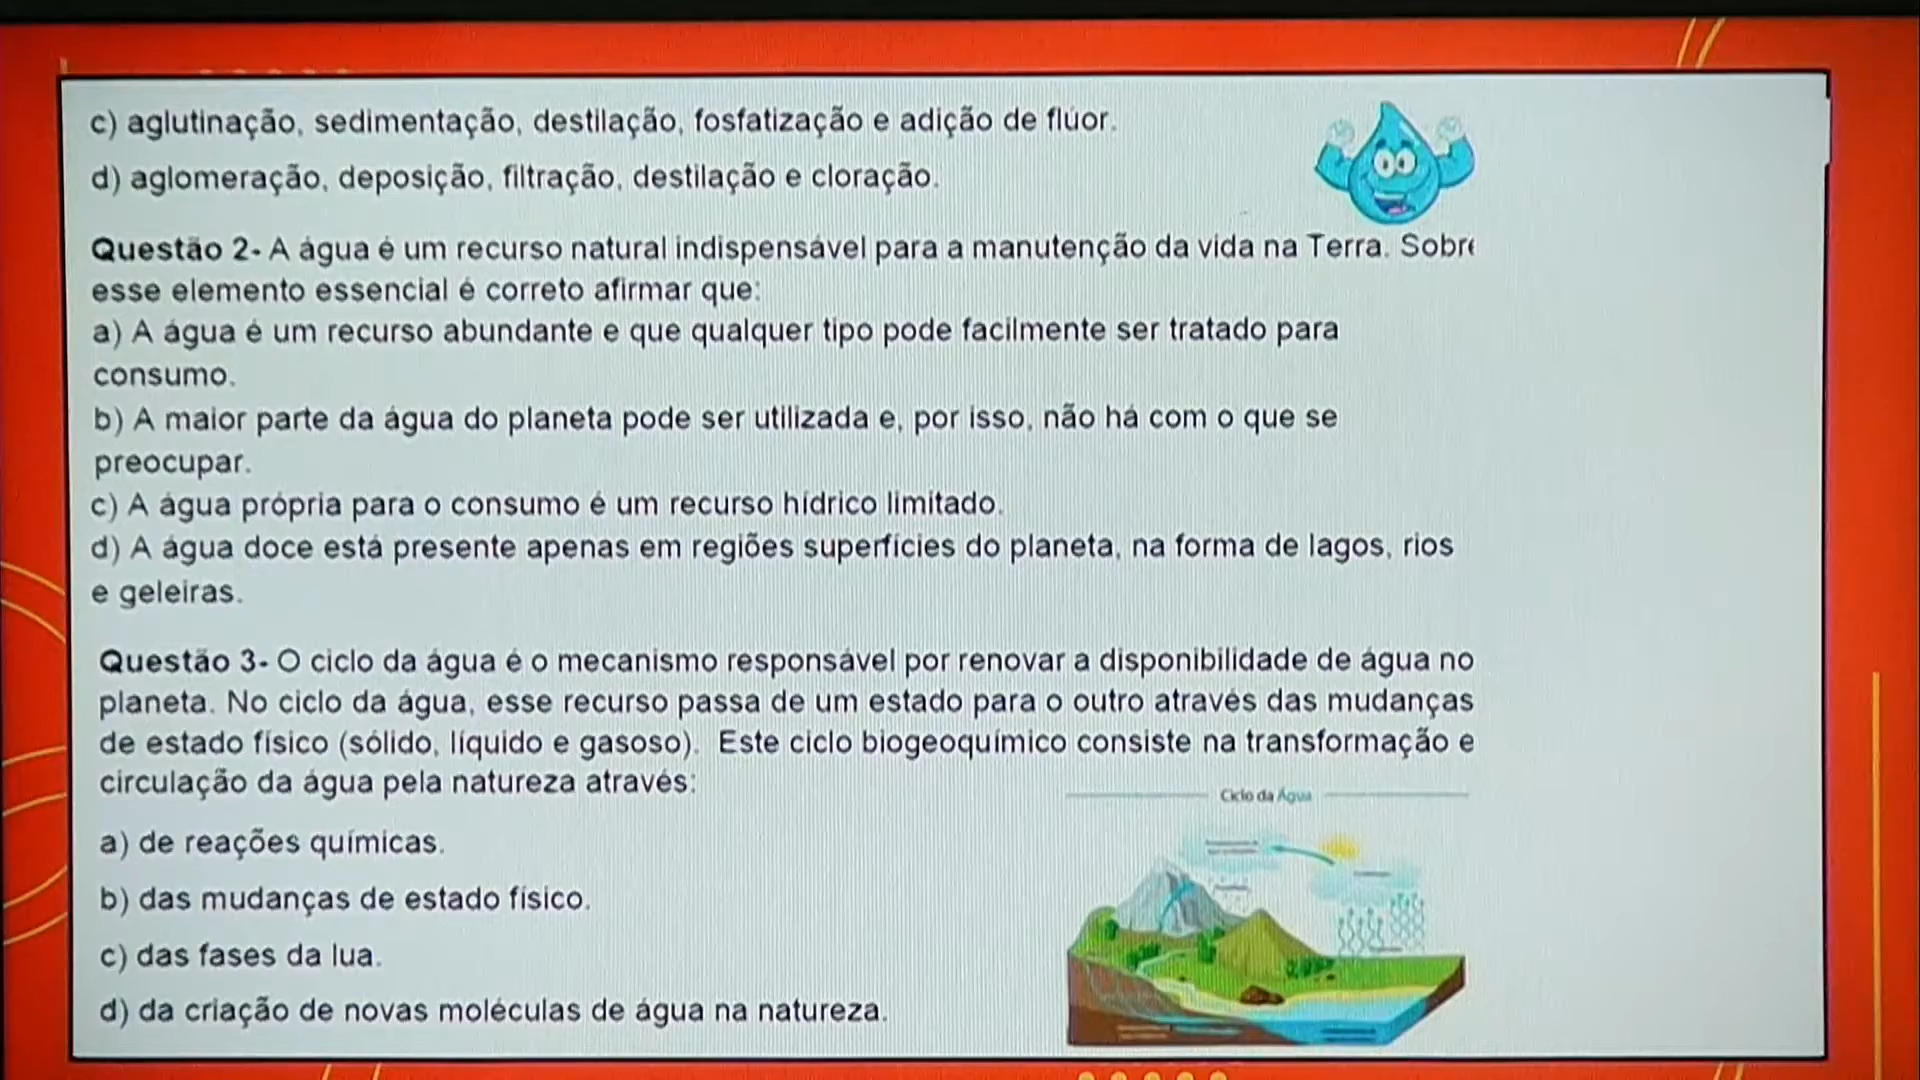 c) aglutinação, sedimentação, destilação, fosfatização e adição de flúor.
d) aglomeração, deposição, filtração, destilação e cloração.
Questão 2- A água é um recurso natural indispensável para a manutenção da vida na Terra. Sobre
esse elemento essencial é correto afirmar que:
a) A água é um recurso abundante e que qualquer tipo pode facilmente ser tratado para
consumo.
b) A maior parte da água do planeta pode ser utilizada e, por isso, não há com o que se
preocupar.
c) A água própria para o consumo é um recurso hídrico limitado.
d) A água doce está presente apenas em regiões superfícies do planeta, na forma de lagos, rios
e geleiras.
Questão 3- O ciclo da água é o mecanismo responsável por renovar a disponibilidade de água no
planeta. No ciclo da água, esse recurso passa de um estado para o outro através das mudanças
de estado físico (sólido, líquido e gasoso). Este ciclo biogeoquímico consiste na transformação e
circulação da água pela natureza através:
Ciclo da Água
a) de reações químicas.
b) das mudanças de estado físico.
c) das fases da lua.
d) da criação de novas moléculas de água na natureza.